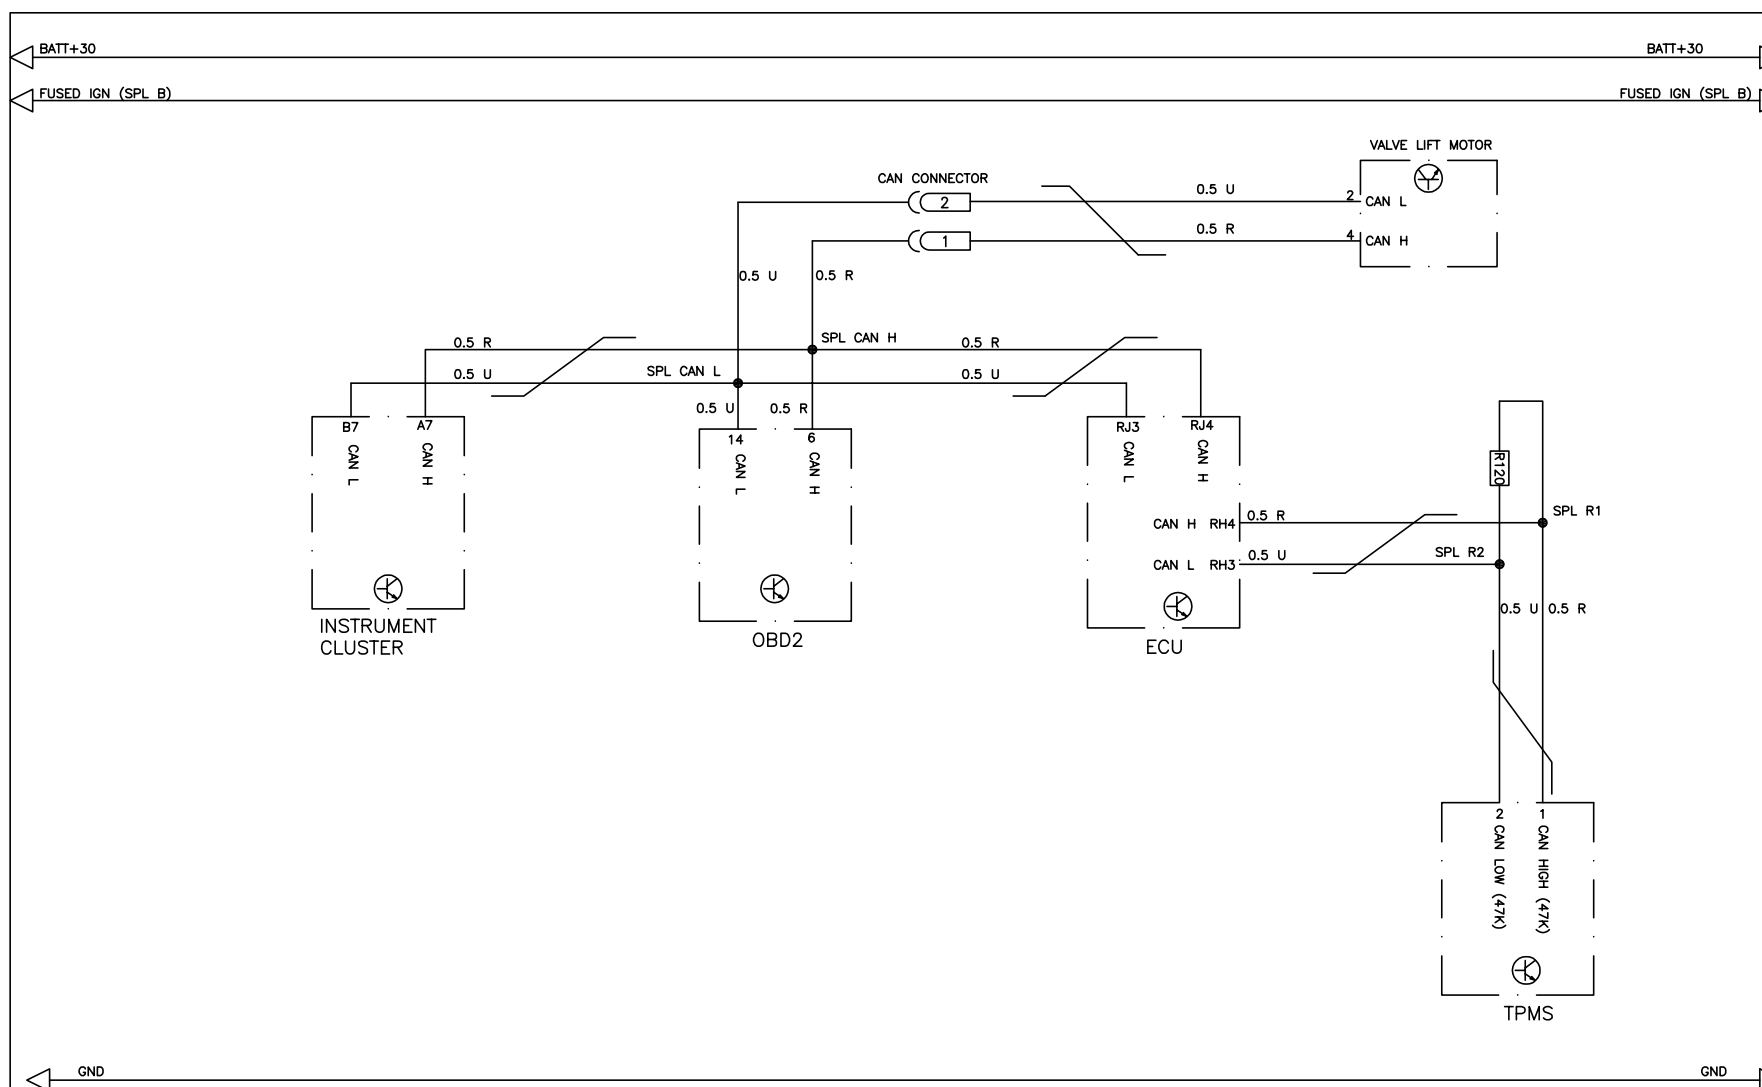 BATT+30
BATT+30
FUSED IGN (SPL B)
FUSED IGN (SPL B)
VALVE LIFT MOTOR
CAN CONNECTOR
2
0.5 U
2
CAN L
1
0.5 R
4
CAN H
0.5 U
0.5 R
0.5 R
SPL CAN H
0.5 R
0.5 U
SPL CAN L
0.5 U
0.5 U
0.5 R
B7
A7
14
6
RJ3
RJ4
CAN L
CAN H
CAN L
CAN H
CAN L
CAN H
R120
CAN H RH4
0.5 R
SPL R1
CAN L RH3
0.5 U
SPL R2
0.5 U
0.5 R
INSTRUMENT
CLUSTER
OBD2
ECU
2
1
CAN LOW (47K)
CAN HIGH (47K)
TPMS
GND
GND